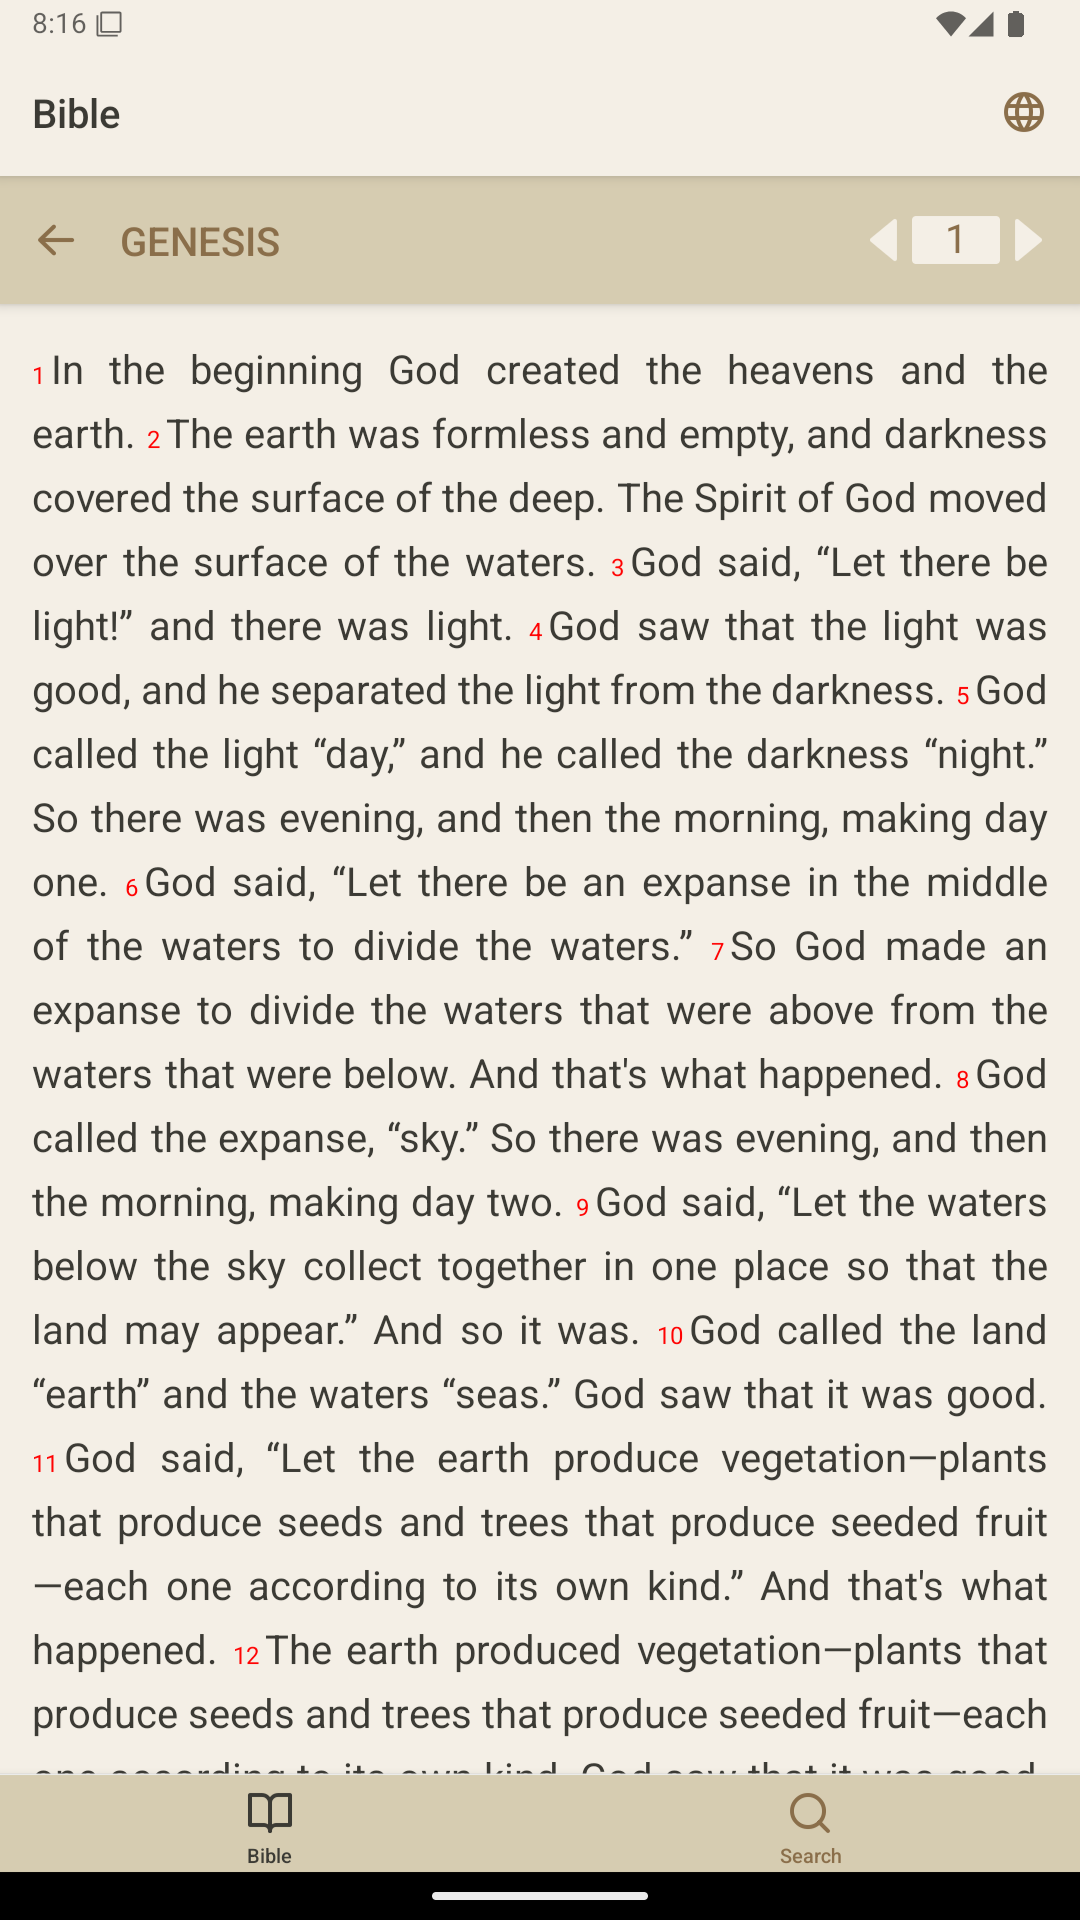 8:16
Bible
GENESIS
1
1 In the beginning God created the heavens and the
earth. 2 The earth was formless and empty, and darkness
covered the surface of the deep. The Spirit of God moved
over the surface of the waters. 3 God said, “Let there be
light!” and there was light. 4 God saw that the light was
good, and he separated the light from the darkness. 5 God
called the light “day,” and he called the darkness “night.”
So there was evening, and then the morning, making day
one. 6 God said, “Let there be an expanse in the middle
of the waters to divide the waters.” 7 So God made an
expanse to divide the waters that were above from the
waters that were below. And that's what happened. 8 God
called the expanse, “sky.” So there was evening, and then
the morning, making day two. 9 God said, “Let the waters
below the sky collect together in one place so that the
land may appear.” And so it was. 10 God called the land
“earth” and the waters “seas.” God saw that it was good.
11 God said, “Let the earth produce vegetation—plants
that produce seeds and trees that produce seeded fruit
—each one according to its own kind.” And that's what
happened. 12 The earth produced vegetation—plants that
produce seeds and trees that produce seeded fruit—each
one according to its own kind. God saw that it was good.
Bible
Search